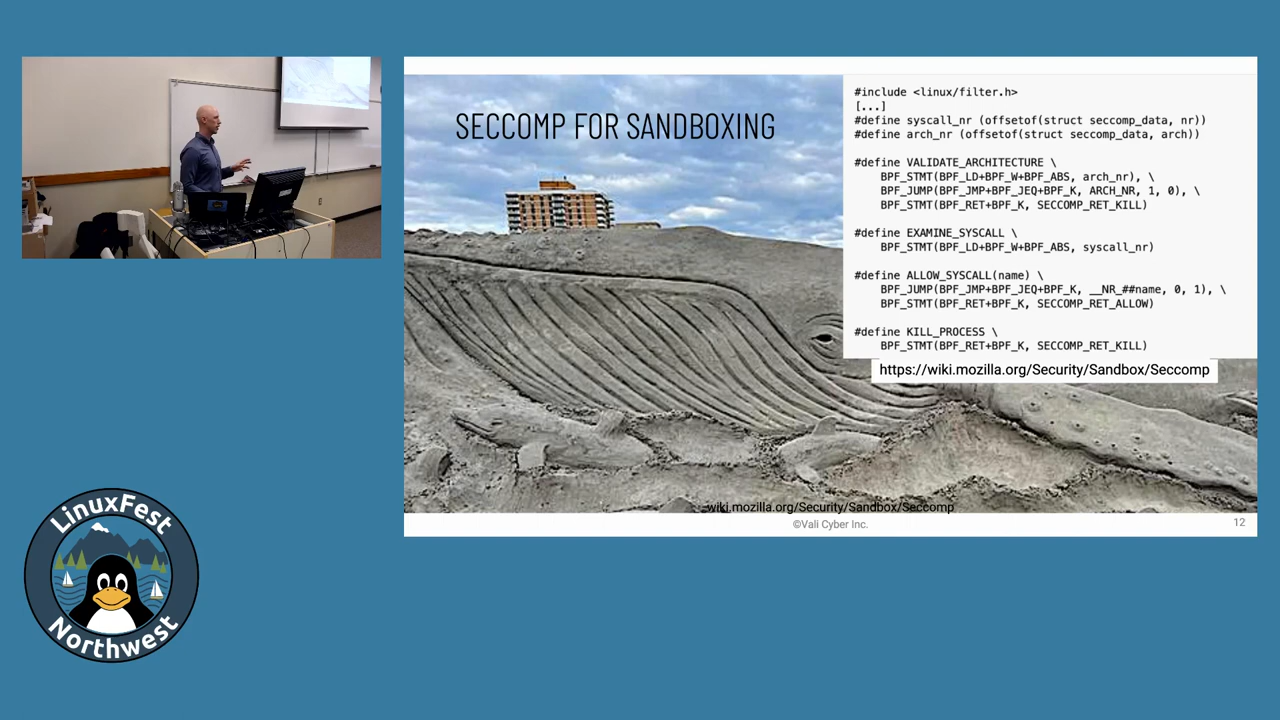 SECCOMP FOR SANDBOXING
#include <linux/filter.h>
[...]
#define syscall_nr (offsetof(struct seccomp_data, nr))
#define arch_nr (offsetof(struct seccomp_data, arch))
#define VALIDATE_ARCHITECTURE \
    BPF_STMT(BPF_LD+BPF_W+BPF_ABS, arch_nr), \
    BPF_JUMP(BPF_JMP+BPF_JEQ+BPF_K, ARCH_NR, 1, 0), \
    BPF_STMT(BPF_RET+BPF_K, SECCOMP_RET_KILL)
#define EXAMINE_SYSCALL \
    BPF_STMT(BPF_LD+BPF_W+BPF_ABS, syscall_nr)
#define ALLOW_SYSCALL(name) \
    BPF_JUMP(BPF_JMP+BPF_JEQ+BPF_K, __NR_##name, 0, 1), \
    BPF_STMT(BPF_RET+BPF_K, SECCOMP_RET_ALLOW)
#define KILL_PROCESS \
    BPF_STMT(BPF_RET+BPF_K, SECCOMP_RET_KILL)
https://wiki.mozilla.org/Security/Sandbox/Seccomp
wiki.mozilla.org/Security/Sandbox/Seccomp
©Vali Cyber Inc.
12
LinuxFest
Northwest